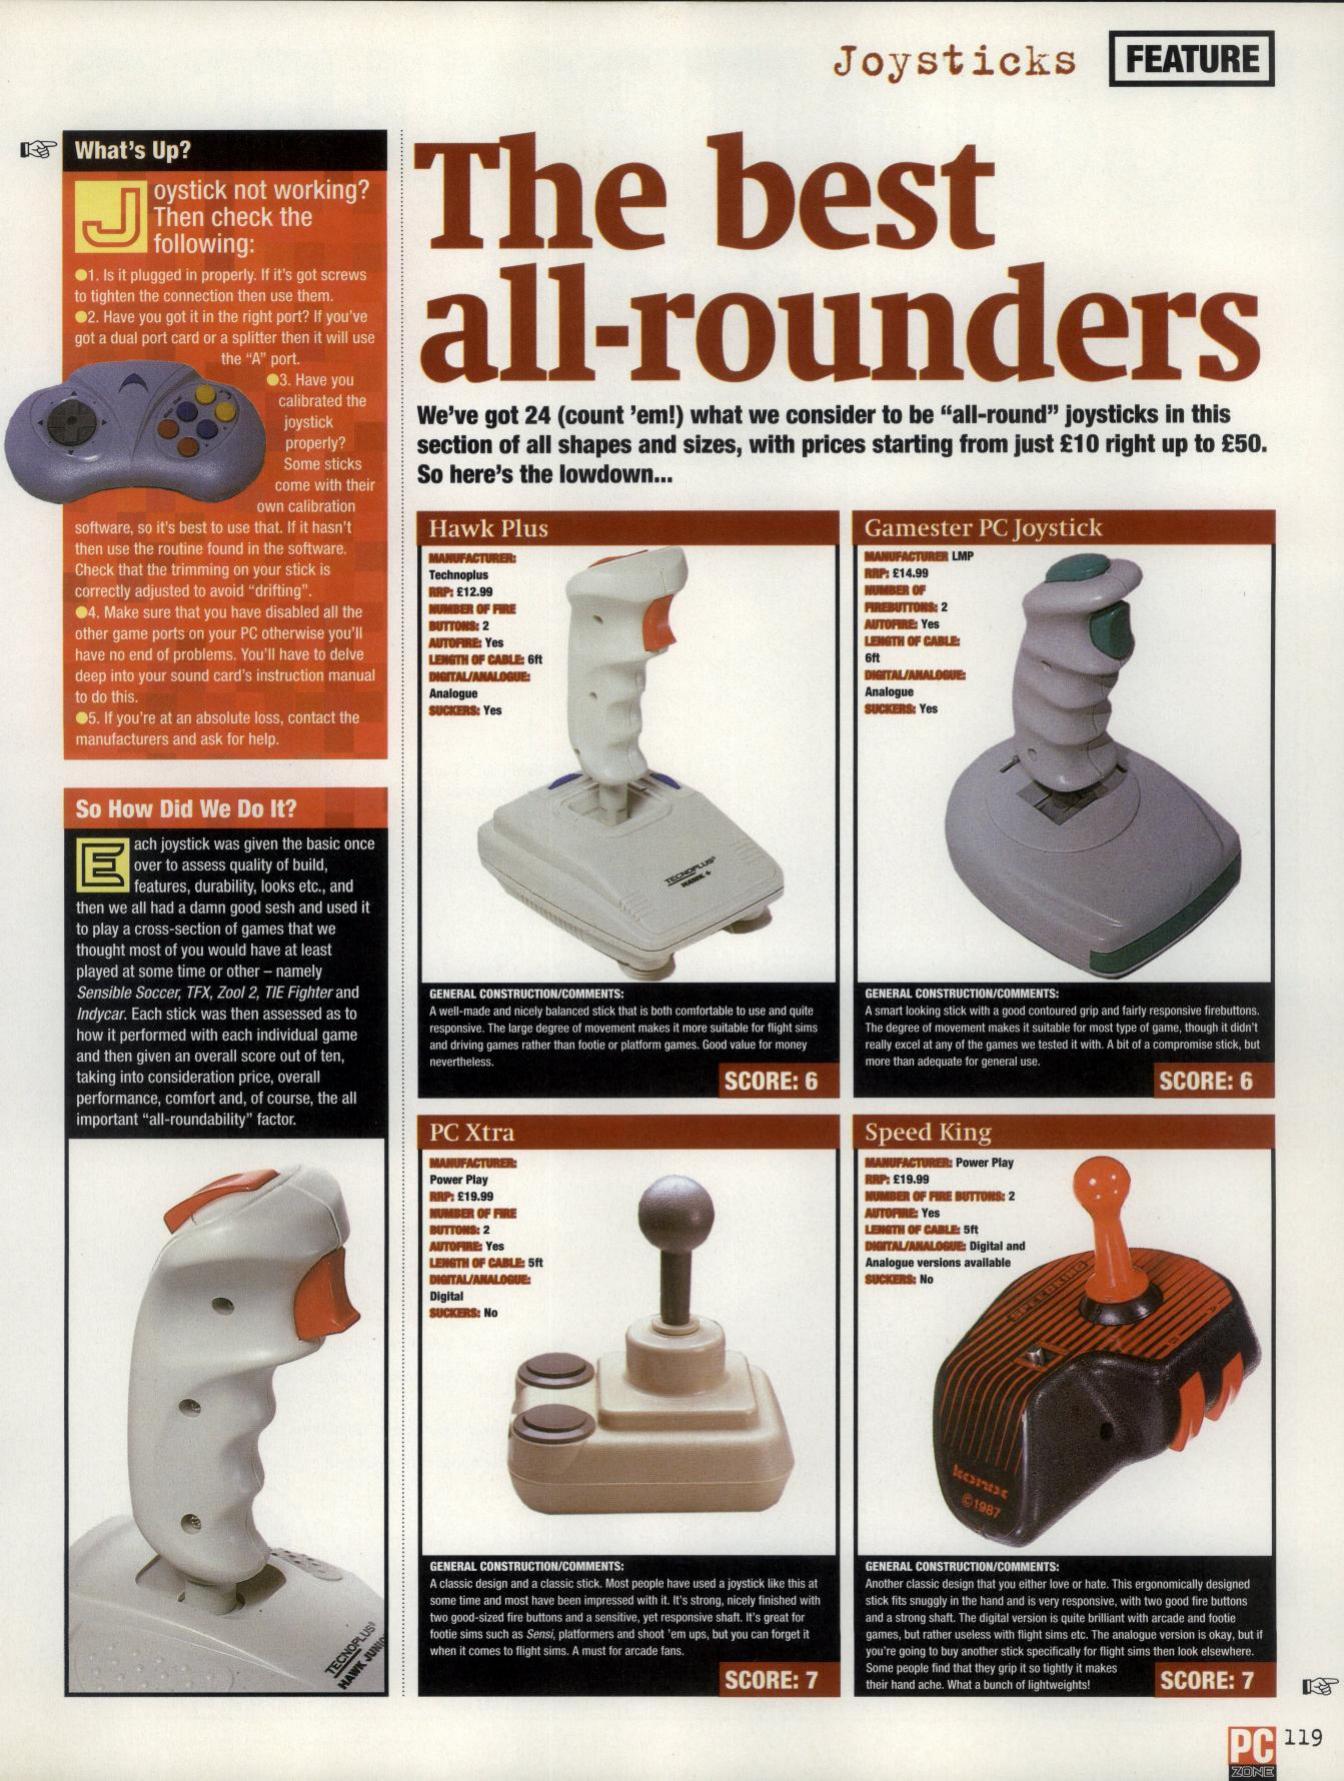 Joysticks FEATURE
What's Up?
Joystick not working?
Then check the
following:
1. Is it plugged in properly. If it's got screws
to tighten the connection then use them.
2. Have you got it in the right port? If you've
got a dual port card or a splitter then it will use
the "A" port.
3. Have you
calibrated the
joystick
properly?
Some sticks
come with their
own calibration
software, so it's best to use that. If it hasn't
then use the routine found in the software.
Check that the trimming on your stick is
correctly adjusted to avoid "drifting".
4. Make sure that you have disabled all the
other game ports on your PC otherwise you'll
have no end of problems. You'll have to delve
deep into your sound card's instruction manual
to do this.
5. If you're at an absolute loss, contact the
manufacturers and ask for help.
So How Did We Do It?
Each joystick was given the basic once
over to assess quality of build,
features, durability, looks etc., and
then we all had a damn good sesh and used it
to play a cross-section of games that we
thought most of you would have at least
played at some time or other – namely
Sensible Soccer, TFX, Zool 2, TIE Fighter and
Indycar. Each stick was then assessed as to
how it performed with each individual game
and then given an overall score out of ten,
taking into consideration price, overall
performance, comfort and, of course, the all
important "all-roundability" factor.
TECNOPLUS
HAWK JUNIO
The best
all-rounders
We've got 24 (count 'em!) what we consider to be "all-round" joysticks in this
section of all shapes and sizes, with prices starting from just £10 right up to £50.
So here's the lowdown...
Hawk Plus
MANUFACTURER:
Technoplus
RRP: £12.99
NUMBER OF FIRE
BUTTONS: 2
AUTOFIRE: Yes
LENGTH OF CABLE: 6ft
DIGITAL/ANALOGUE:
Analogue
SUCKERS: Yes
TECNOPLUS
HAWK +
GENERAL CONSTRUCTION/COMMENTS:
A well-made and nicely balanced stick that is both comfortable to use and quite
responsive. The large degree of movement makes it more suitable for flight sims
and driving games rather than footie or platform games. Good value for money
nevertheless.
SCORE: 6
Gamester PC Joystick
MANUFACTURER LMP
RRP: £14.99
NUMBER OF
FIREBUTTONS: 2
AUTOFIRE: Yes
LENGTH OF CABLE:
6ft
DIGITAL/ANALOGUE:
Analogue
SUCKERS: Yes
GENERAL CONSTRUCTION/COMMENTS:
A smart looking stick with a good contoured grip and fairly responsive firebuttons.
The degree of movement makes it suitable for most type of game, though it didn't
really excel at any of the games we tested it with. A bit of a compromise stick, but
more than adequate for general use.
SCORE: 6
PC Xtra
MANUFACTURER:
Power Play
RRP: £19.99
NUMBER OF FIRE
BUTTONS: 2
AUTOFIRE: Yes
LENGTH OF CABLE: 5ft
DIGITAL/ANALOGUE:
Digital
SUCKERS: No
GENERAL CONSTRUCTION/COMMENTS:
A classic design and a classic stick. Most people have used a joystick like this at
some time and most have been impressed with it. It's strong, nicely finished with
two good-sized fire buttons and a sensitive, yet responsive shaft. It's great for
footie sims such as Sensi, platformers and shoot 'em ups, but you can forget it
when it comes to flight sims. A must for arcade fans.
SCORE: 7
Speed King
MANUFACTURER: Power Play
RRP: £19.99
NUMBER OF FIRE BUTTONS: 2
AUTOFIRE: Yes
LENGTH OF CABLE: 5ft
DIGITAL/ANALOGUE: Digital and
Analogue versions available
SUCKERS: No
SPEEDKING
konix
©1987
GENERAL CONSTRUCTION/COMMENTS:
Another classic design that you either love or hate. This ergonomically designed
stick fits snuggly in the hand and is very responsive, with two good fire buttons
and a strong shaft. The digital version is quite brilliant with arcade and footie
games, but rather useless with flight sims etc. The analogue version is okay, but if
you're going to buy another stick specifically for flight sims then look elsewhere.
Some people find that they grip it so tightly it makes
their hand ache. What a bunch of lightweights!
SCORE: 7
PC
ZONE
119